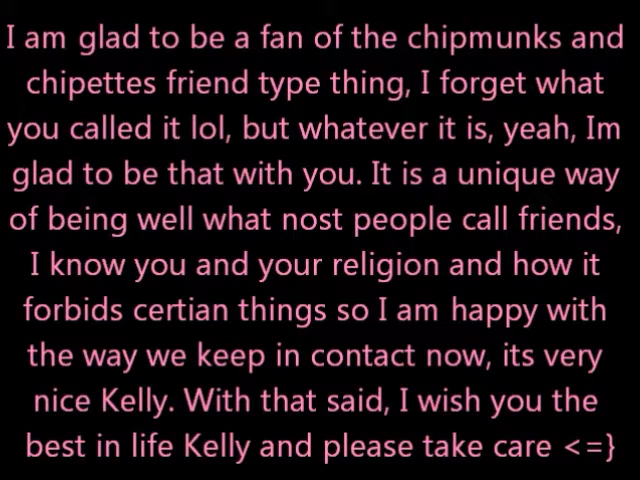 I am glad to be a fan of the chipmunks and
chipettes friend type thing, I forget what
you called it lol, but whatever it is, yeah, Im
glad to be that with you. It is a unique way
of being well what nost people call friends,
I know you and your religion and how it
forbids certian things so I am happy with
the way we keep in contact now, its very
nice Kelly. With that said, I wish you the
best in life Kelly and please take care <=}